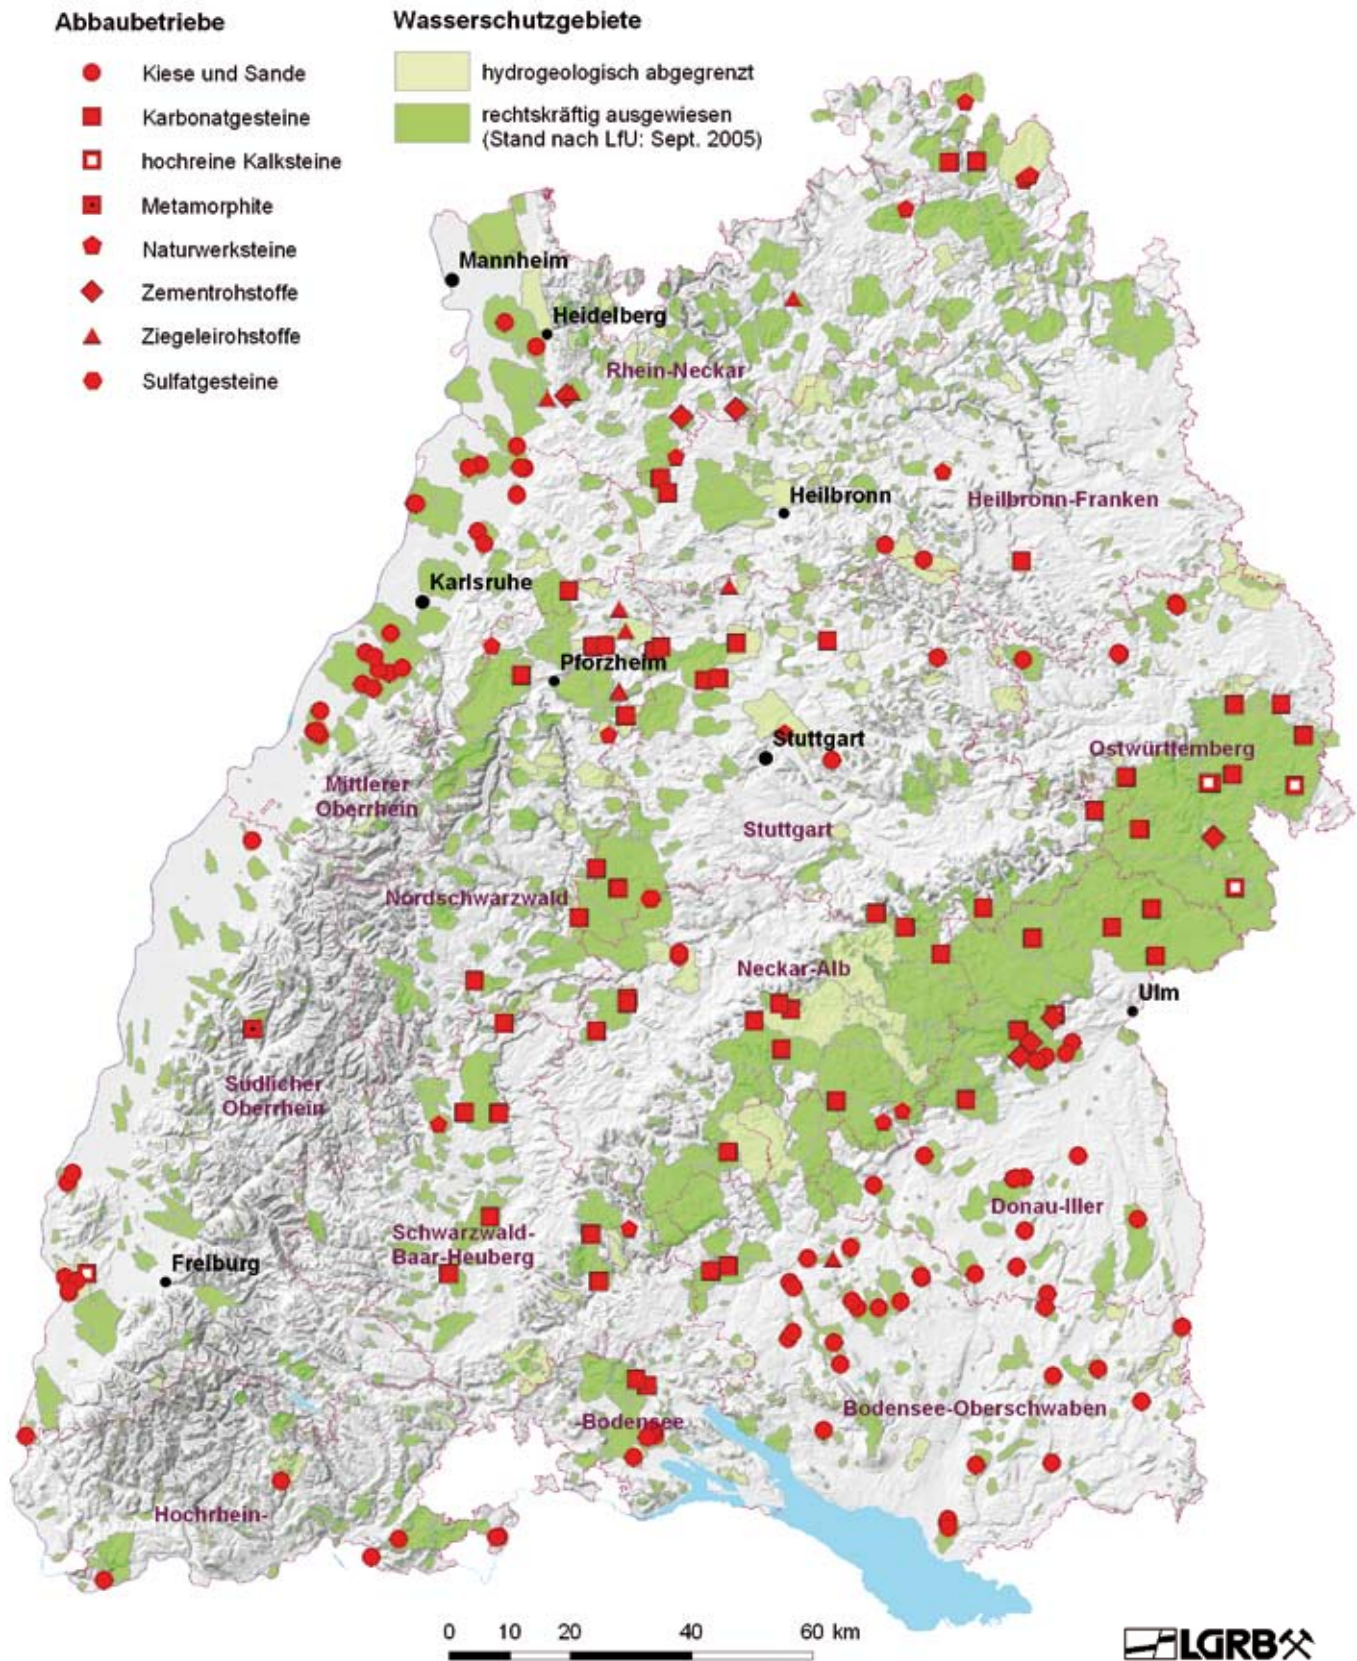 Abbaubetriebe
Kiese und Sande
Karbonatgesteine
hochreine Kalksteine
Metamorphite
Naturwerksteine
Zementrohstoffe
Ziegeleirohstoffe
Sulfatgesteine
Wasserschutzgebiete
hydrogeologisch abgegrenzt
rechtskräftig ausgewiesen
(Stand nach LfU: Sept. 2005)
Mannheim
Heidelberg
Rhein-Neckar
Heilbronn
Heilbronn-Franken
Karlsruhe
Pforzheim
Stuttgart
Ostwürttemberg
Mittlerer
Oberrhein
Stuttgart
Nordschwarzwald
Neckar-Alb
Ulm
Südlicher
Oberrhein
Donau-Iller
Schwarzwald-
Baar-Heuberg
Freiburg
Bodensee-Oberschwaben
-Bodensee
Hochrhein-
0 10 20 40 60 km
LGRB